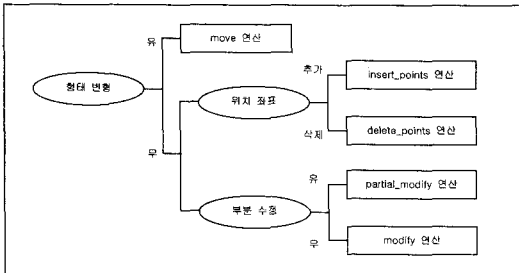 유
move 연산
형태 변형
추가
insert_points 연산
위치 좌표
삭제
delete_points 연산
무
유
partial_modify 연산
부분 수정
무
modify 연산